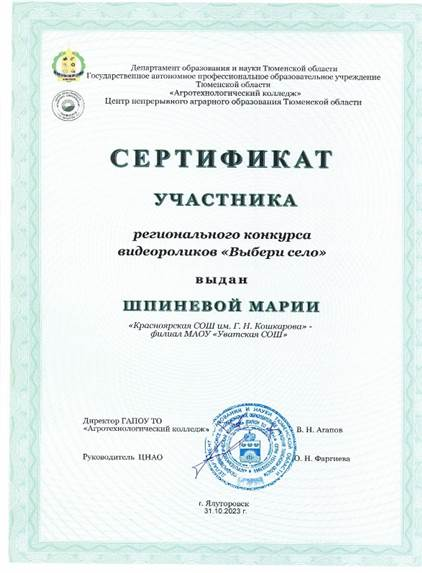 Департамент образования и науки Тюменской области
Государственное автономное профессиональное образовательное учреждение
Тюменской области
«Агротехнологический колледж»
Центр непрерывного аграрного образования Тюменской области
СЕРТИФИКАТ
УЧАСТНИКА
регионального конкурса
видеороликов «Выбери село»
выдан
ШПИНЕВОЙ МАРИИ
«Красноярская СОШ им. Г. Н. Кошкарова» -
филиал МАОУ «Уватская СОШ»
Директор ГАПОУ ТО
«Агротехнологический колледж» - В. Н. Агапов
Руководитель ЦНАО О. Н. Фаргиева
г. Ялуторовск
31.10.2023 г.